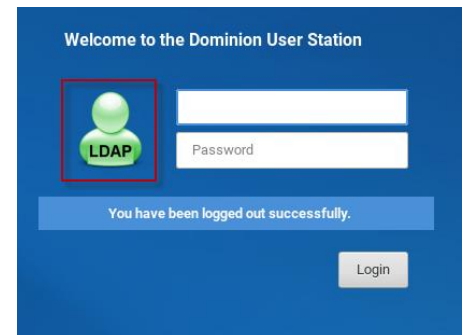 Welcome to the Dominion User Station
LDAP
Password
You have been logged out successfully.
Login